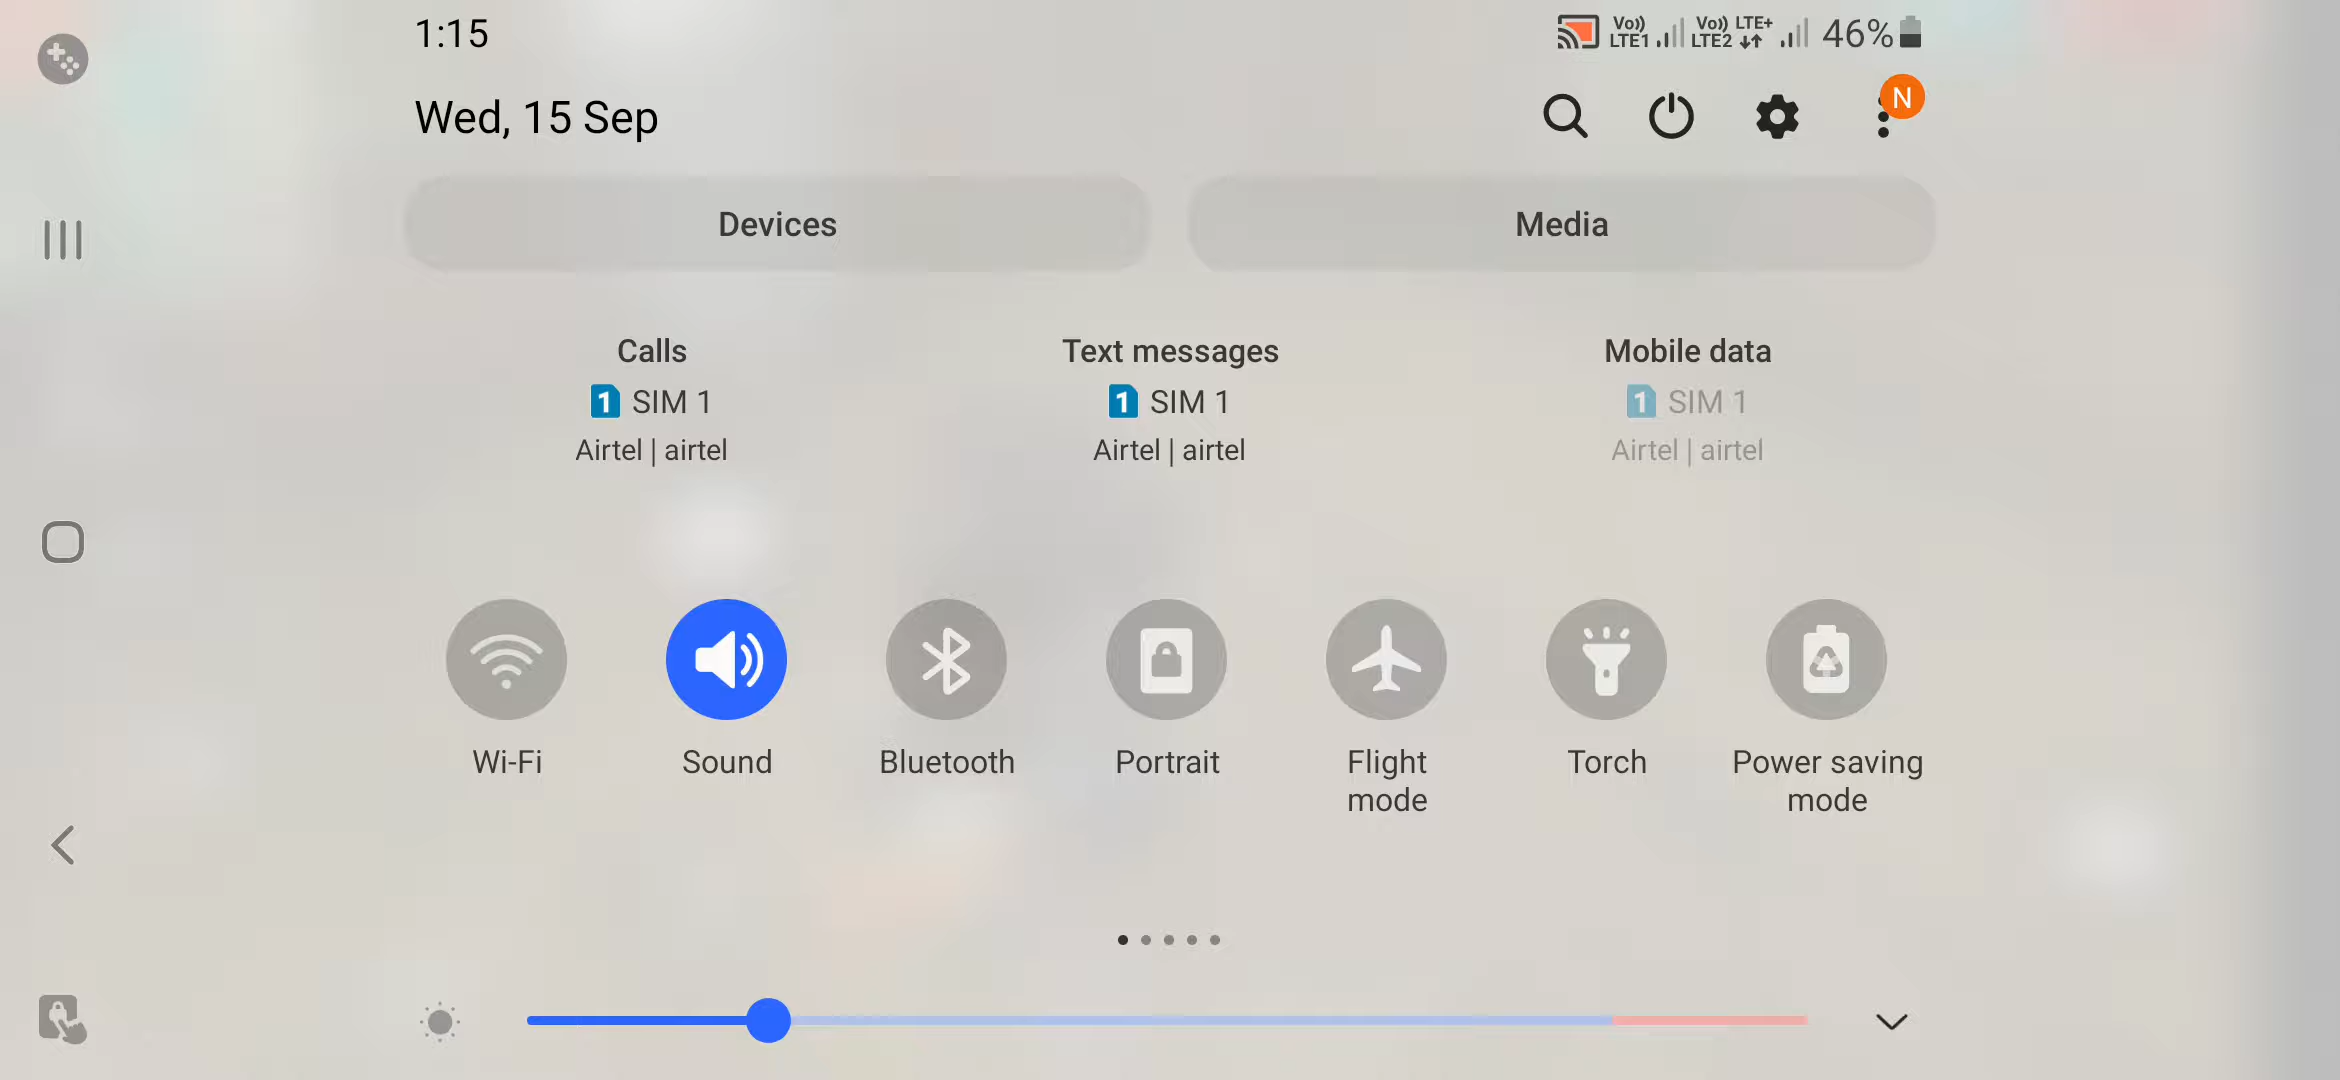 1:15
Vo)) LTE1 Vo)) LTE2 LTE+ 46%
Wed, 15 Sep
N
Devices
Media
Calls
1 SIM 1
Airtel | airtel
Text messages
1 SIM 1
Airtel | airtel
Mobile data
1 SIM 1
Airtel | airtel
Wi-Fi
Sound
Bluetooth
Portrait
Flight
mode
Torch
Power saving
mode